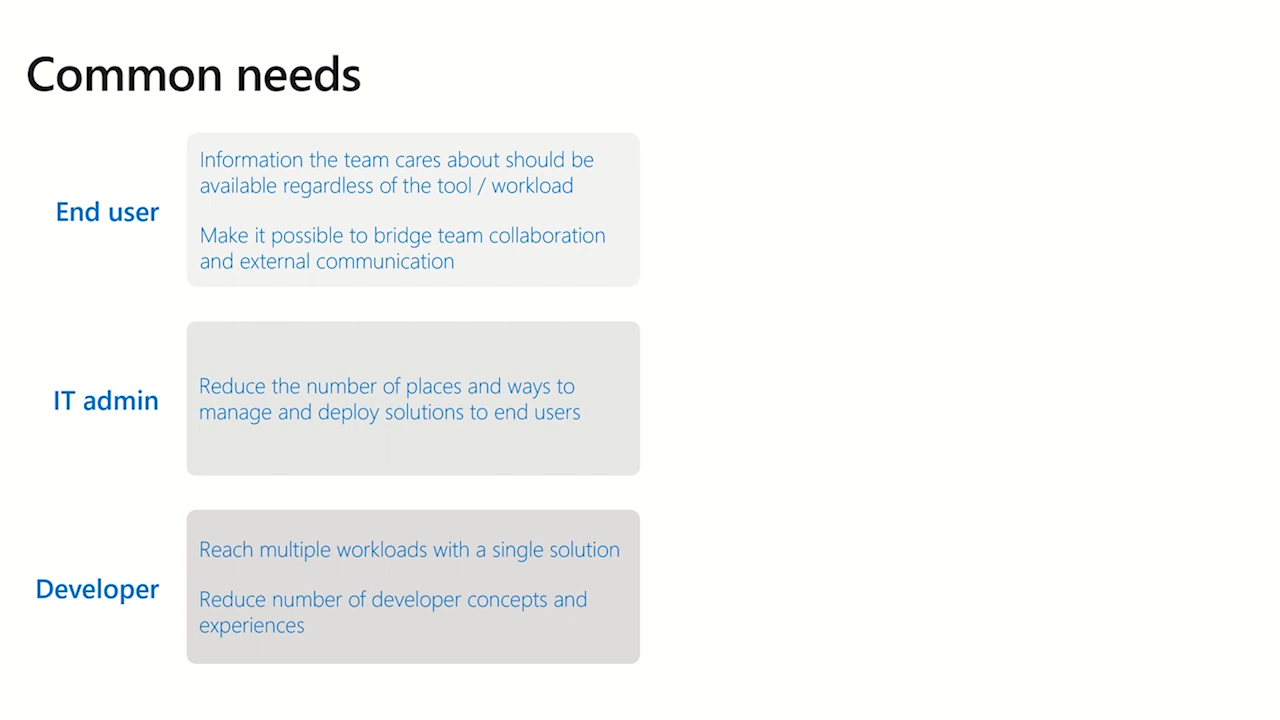 Common needs
End user
Information the team cares about should be
available regardless of the tool / workload
Make it possible to bridge team collaboration
and external communication
IT admin
Reduce the number of places and ways to
manage and deploy solutions to end users
Developer
Reach multiple workloads with a single solution
Reduce number of developer concepts and
experiences